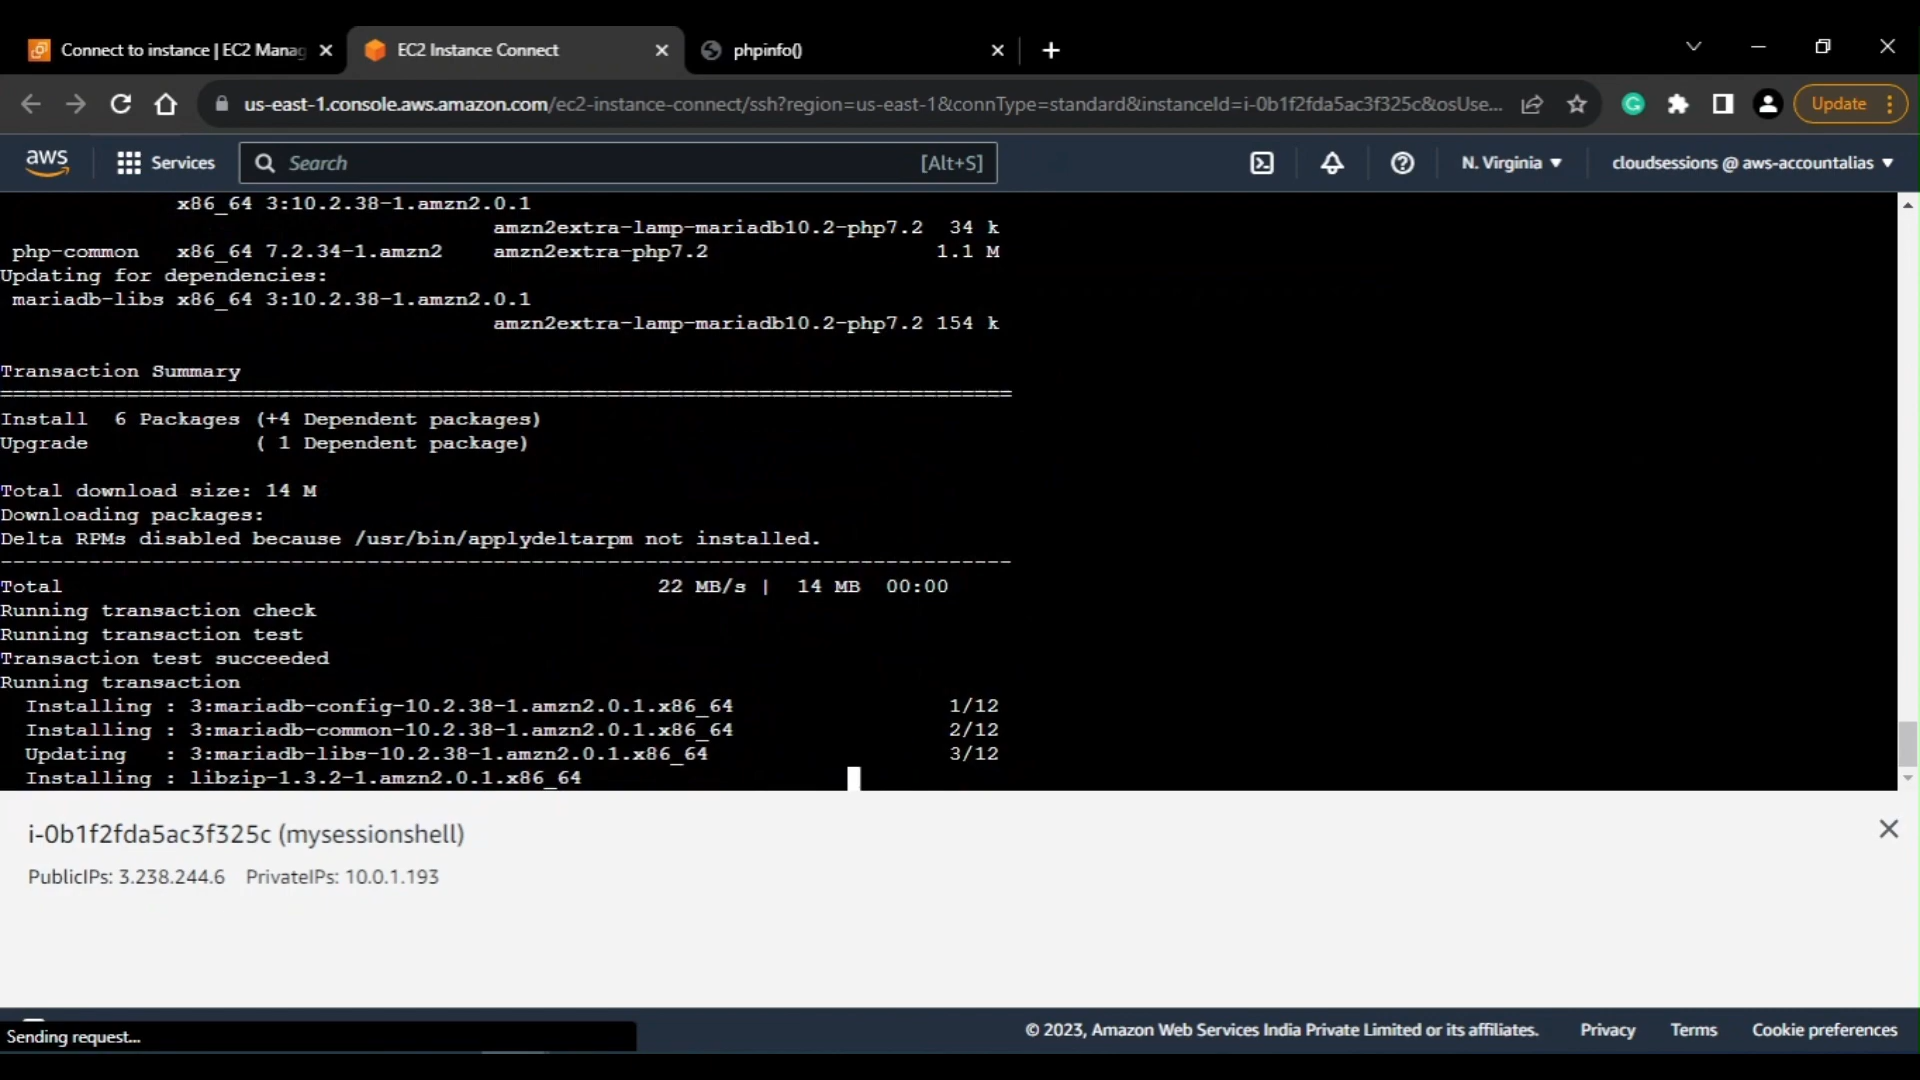 Connect to instance | EC2 Manag
EC2 Instance Connect
phpinfo()
us-east-1.console.aws.amazon.com/ec2-instance-connect/ssh?region=us-east-1&connType=standard&instanceId=i-0b1f2fda5ac3f325c&osUse...
Update
aws
Services
Search
[Alt+S]
N. Virginia
cloudsessions @ aws-accountalias
x86_64 3:10.2.38-1.amzn2.0.1
amzn2extra-lamp-mariadb10.2-php7.2 34 k
php-common x86_64 7.2.34-1.amzn2 amzn2extra-php7.2 1.1 M
Updating for dependencies:
mariadb-libs x86_64 3:10.2.38-1.amzn2.0.1
amzn2extra-lamp-mariadb10.2-php7.2 154 k
Transaction Summary
================================================================================
Install 6 Packages (+4 Dependent packages)
Upgrade ( 1 Dependent package)
Total download size: 14 M
Downloading packages:
Delta RPMs disabled because /usr/bin/applydeltarpm not installed.
--------------------------------------------------------------------------------
Total 22 MB/s | 14 MB 00:00
Running transaction check
Running transaction test
Transaction test succeeded
Running transaction
Installing : 3:mariadb-config-10.2.38-1.amzn2.0.1.x86_64 1/12
Installing : 3:mariadb-common-10.2.38-1.amzn2.0.1.x86_64 2/12
Updating : 3:mariadb-libs-10.2.38-1.amzn2.0.1.x86_64 3/12
Installing : libzip-1.3.2-1.amzn2.0.1.x86_64
i-0b1f2fda5ac3f325c (mysessionshell)
PublicIPs: 3.238.244.6 PrivateIPs: 10.0.1.193
Sending request...
© 2023, Amazon Web Services India Private Limited or its affiliates.
Privacy
Terms
Cookie preferences